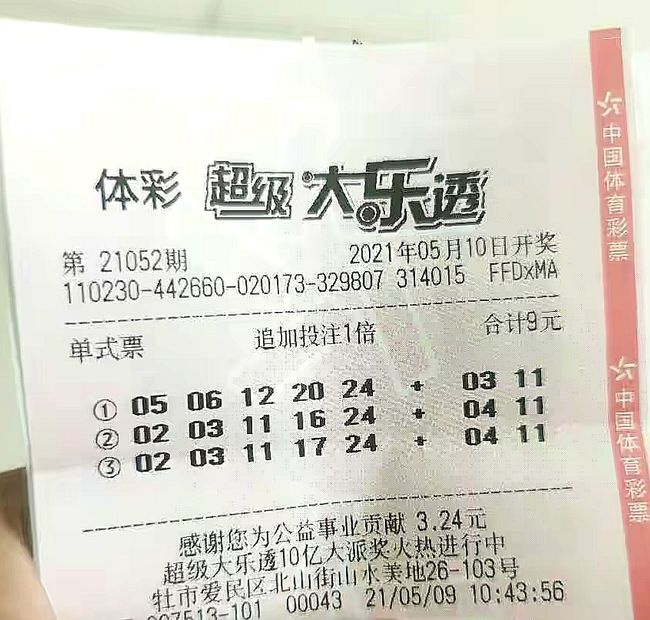 体彩 超级大乐透
第 21052期 2021年05月10日开奖
110230-442660-020173-329807 314015 FFDxMA
单式票 追加投注1倍 合计9元
① 05 06 12 20 24 + 03 11
② 02 03 11 16 24 + 04 11
③ 02 03 11 17 24 + 04 11
感谢您为公益事业贡献 3.24元
超级大乐透10亿大派奖火热进行中
牡市爱民区北山街山水美地26-103号
007513-101 00043 21/05/09 10:43:56
中国体育彩票
中国体育彩票